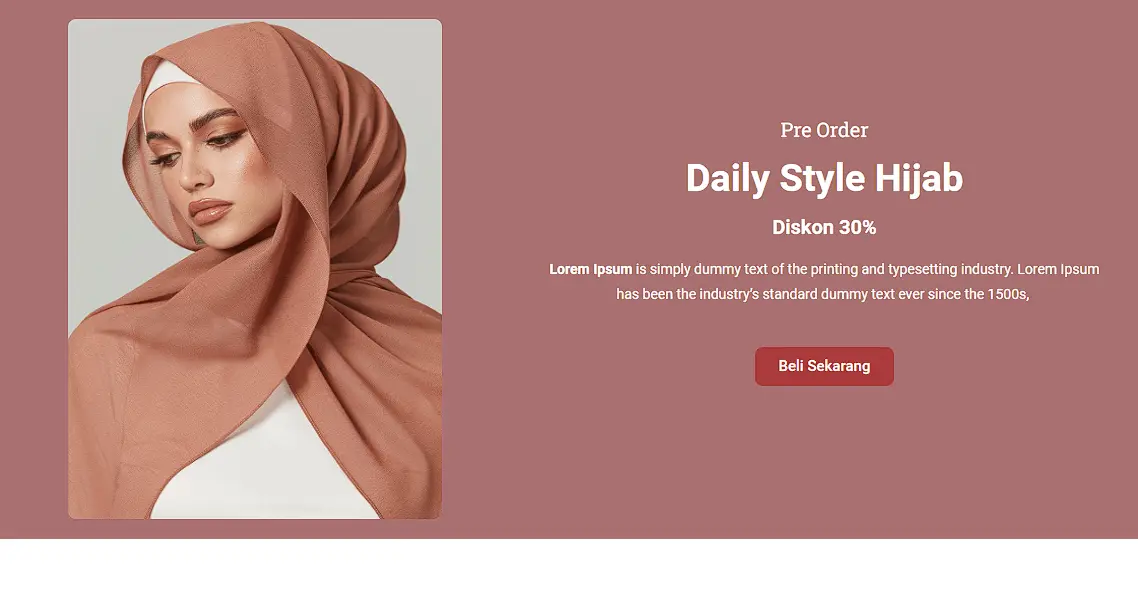 Pre Order
Daily Style Hijab
Diskon 30%
Lorem Ipsum is simply dummy text of the printing and typesetting industry. Lorem Ipsum
has been the industry’s standard dummy text ever since the 1500s,
Beli Sekarang